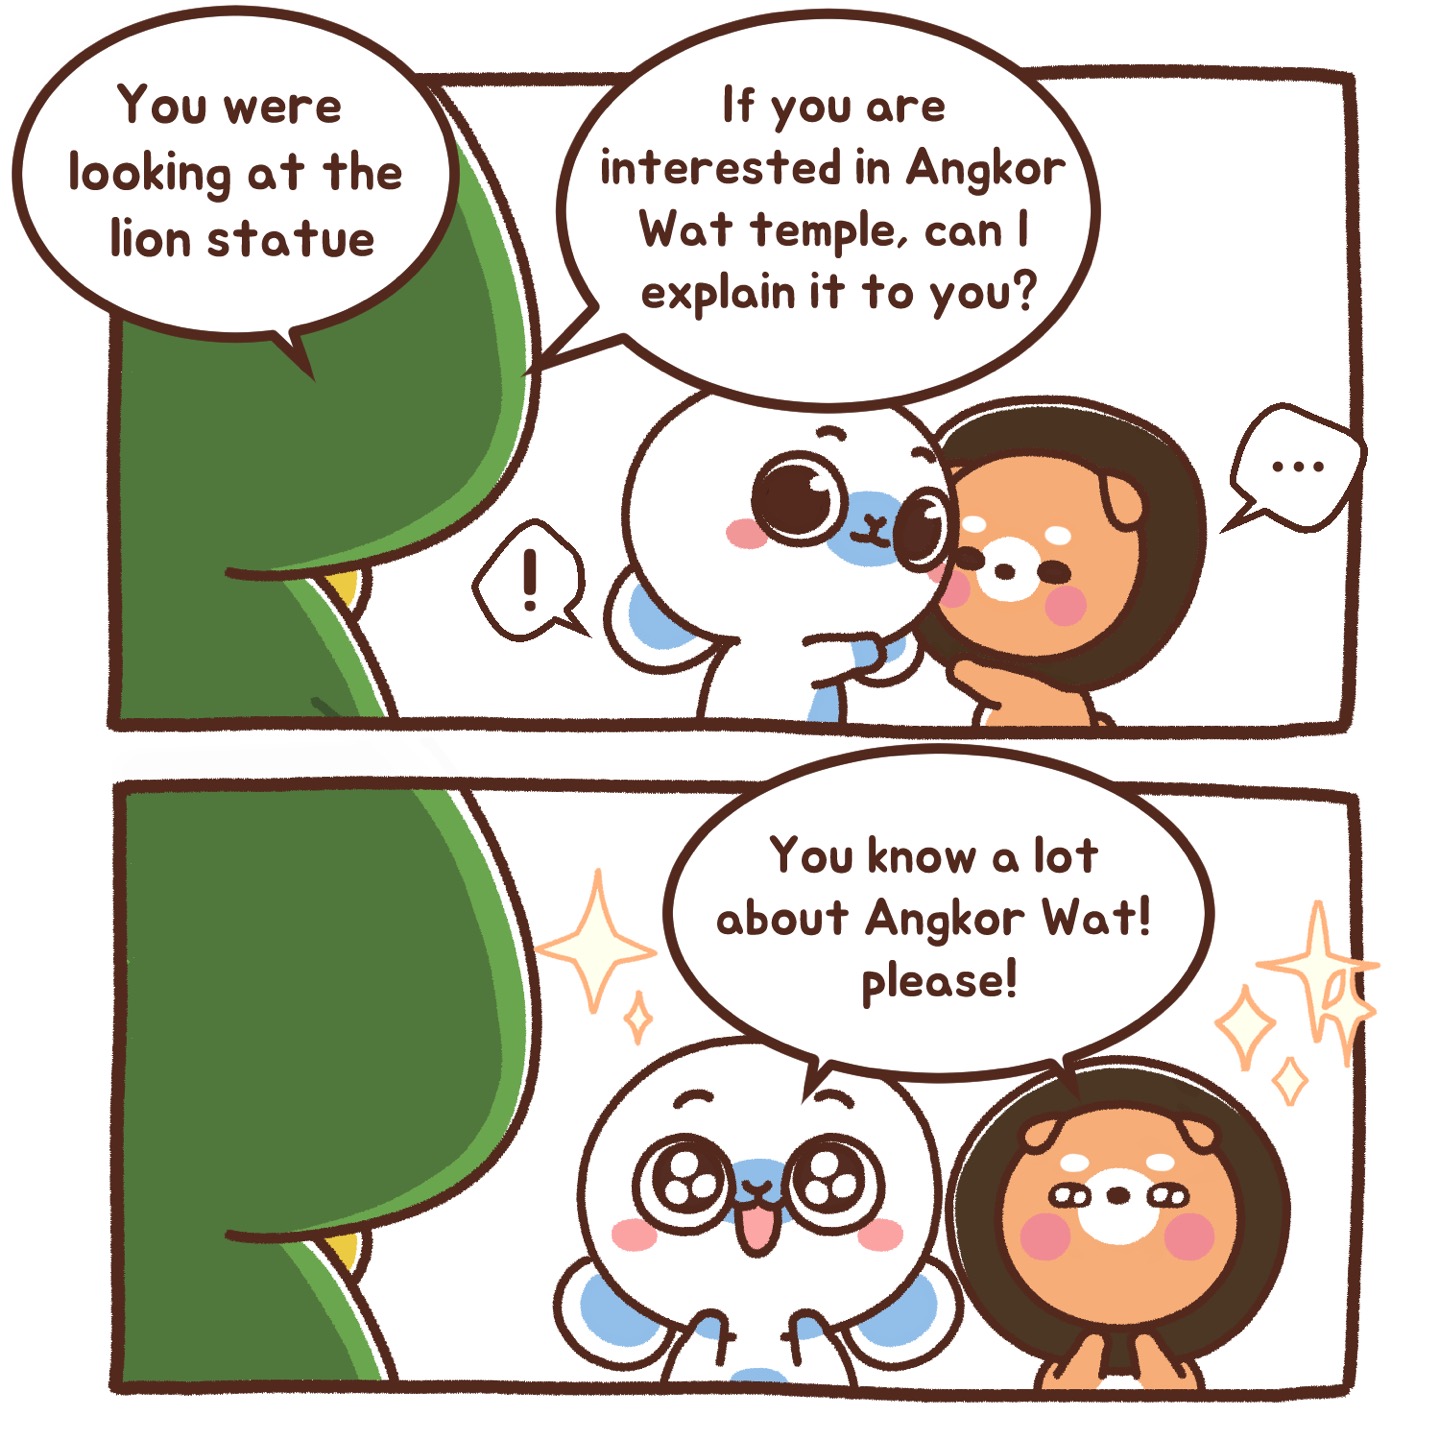 You were
looking at the
lion statue
If you are
interested in Angkor
Wat temple, can I
explain it to you?
!
...
You know a lot
about Angkor Wat!
please!